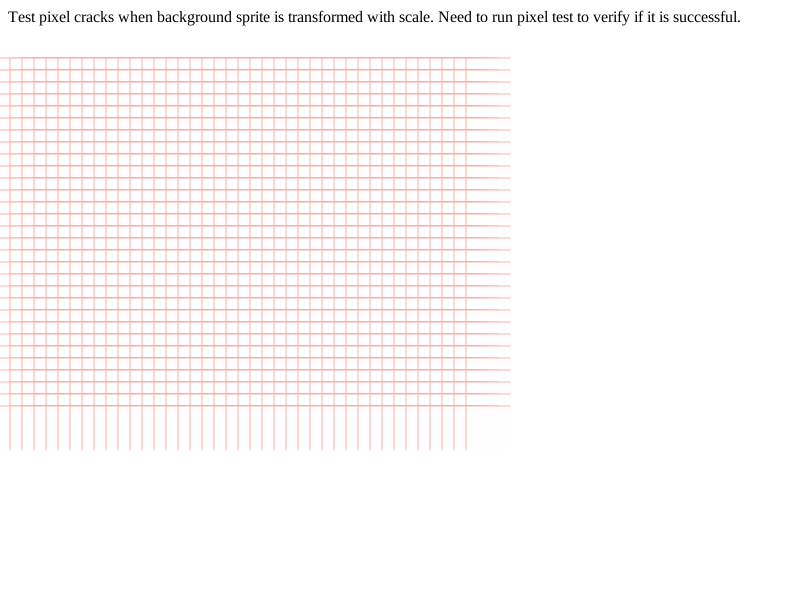 Test pixel cracks when background sprite is transformed with scale. Need to run pixel test to verify if it is successful.